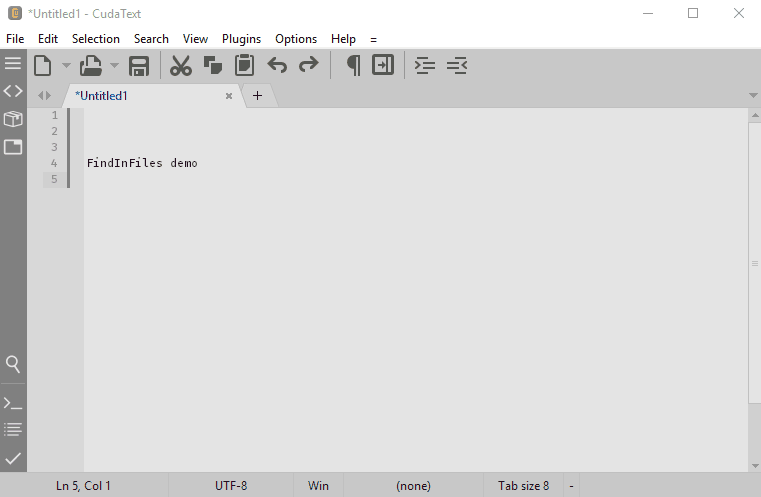 *Untitled1 - CudaText
File Edit Selection Search View Plugins Options Help =
*Untitled1
1
2
3
4 FindInFiles demo
5
Ln 5, Col 1 UTF-8 Win (none) Tab size 8 -